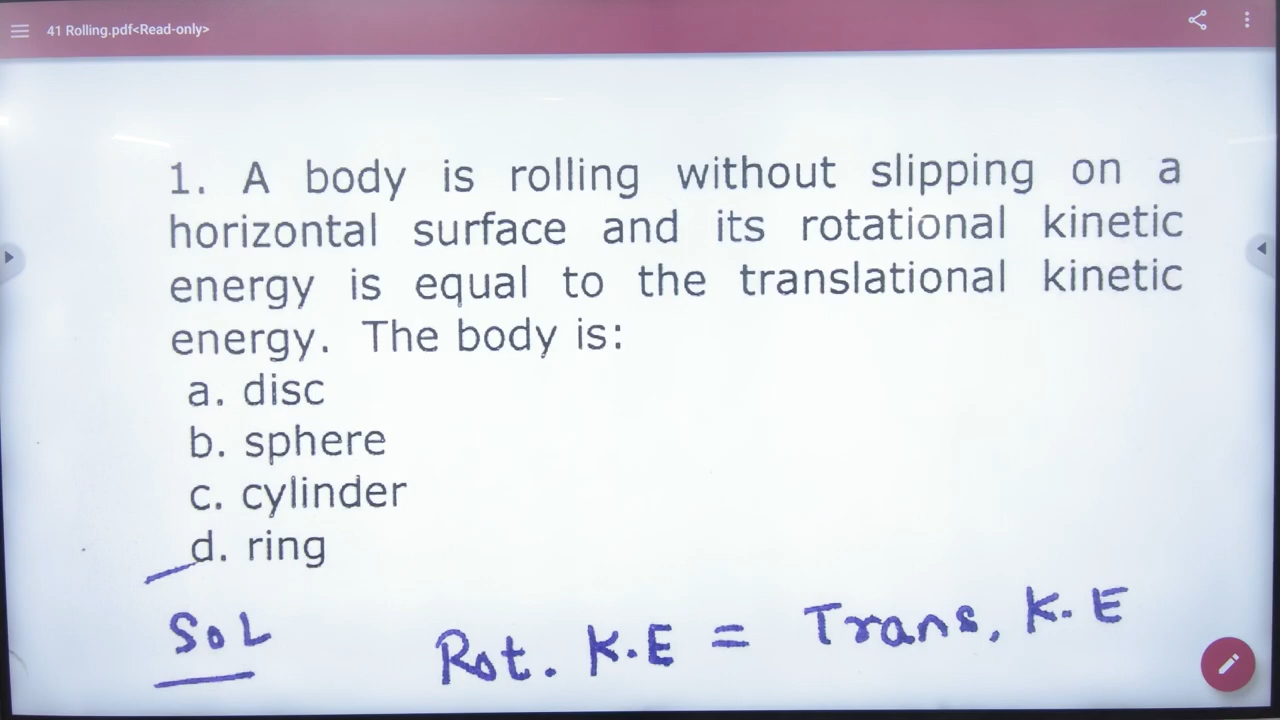 41 Rolling.pdf<Read-only>
1. A body is rolling without slipping on a
horizontal surface and its rotational kinetic
energy is equal to the translational kinetic
energy. The body is:
a. disc
b. sphere
c. cylinder
d. ring
SOL
Rot. K.E = Trans. K.E